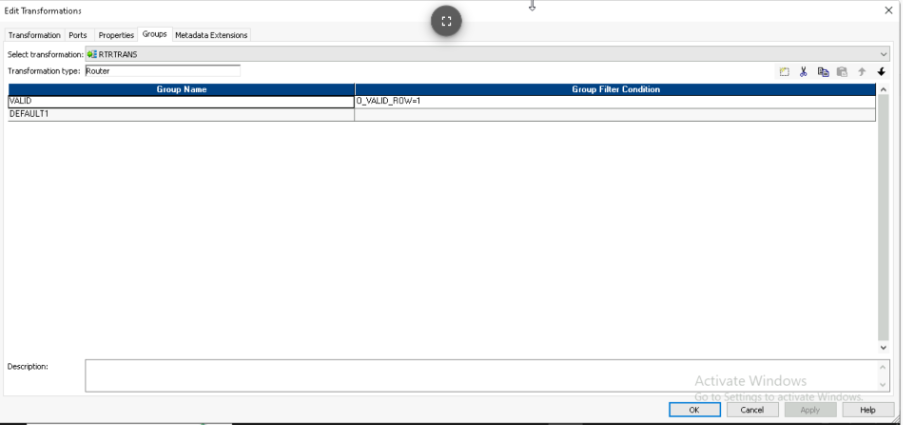 Edit Transformations
Transformation Ports Properties Groups Metadata Extensions
Select transformation: RTRTRANS
Transformation type: Router
Group Name Group Filter Condition
VALID O_VALID_ROW=1
DEFAULT1
Description:
Activate Windows
Go to Settings to activate Windows.
OK Cancel Apply Help